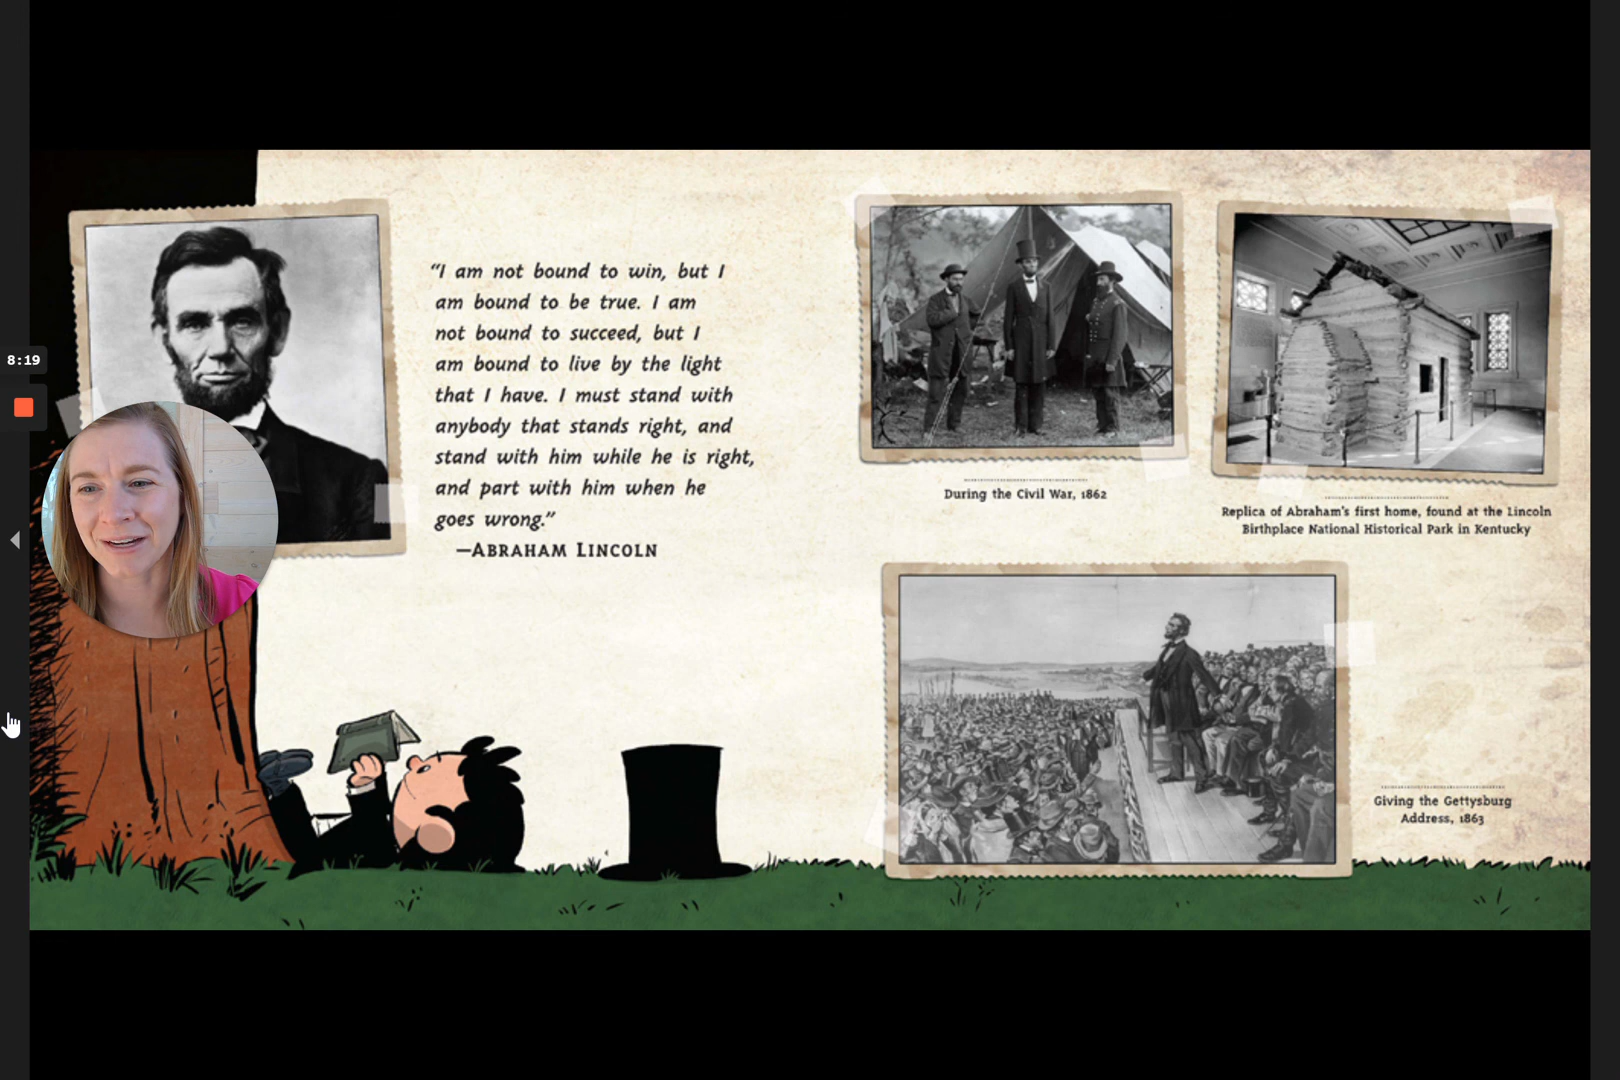 8:19
“I am not bound to win, but I
am bound to be true. I am
not bound to succeed, but I
am bound to live by the light
that I have. I must stand with
anybody that stands right, and
stand with him while he is right,
and part with him when he
goes wrong.”
—ABRAHAM LINCOLN
During the Civil War, 1862
Replica of Abraham's first home, found at the Lincoln
Birthplace National Historical Park in Kentucky
Giving the Gettysburg
Address, 1863